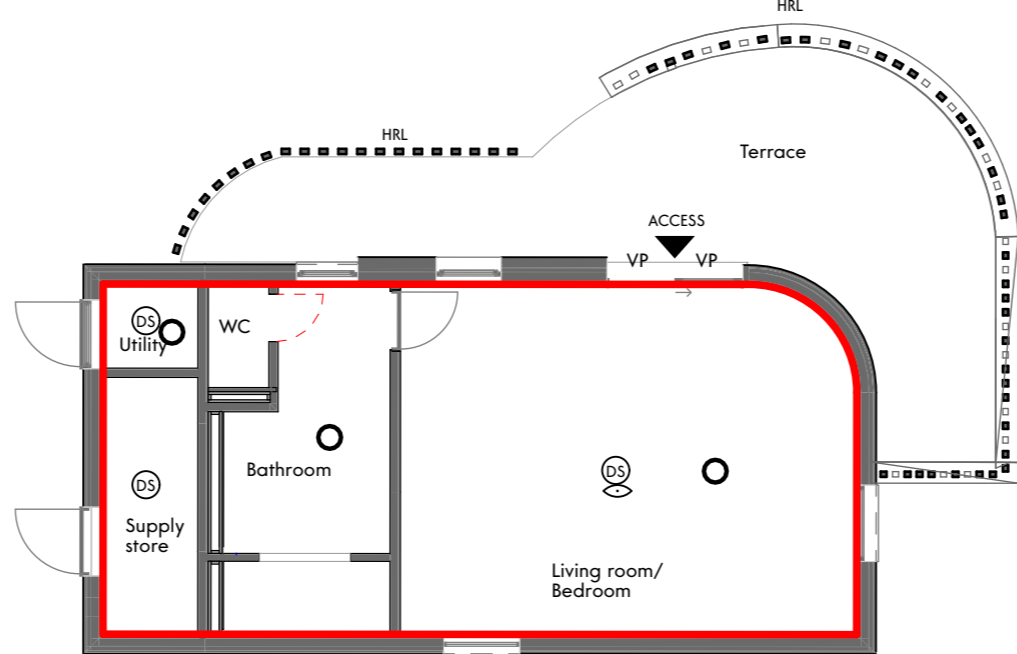 HRL
HRL
Terrace
ACCESS
VP VP
DS
Utility
WC
Bathroom
DS
DS
Supply
store
Living room/
Bedroom